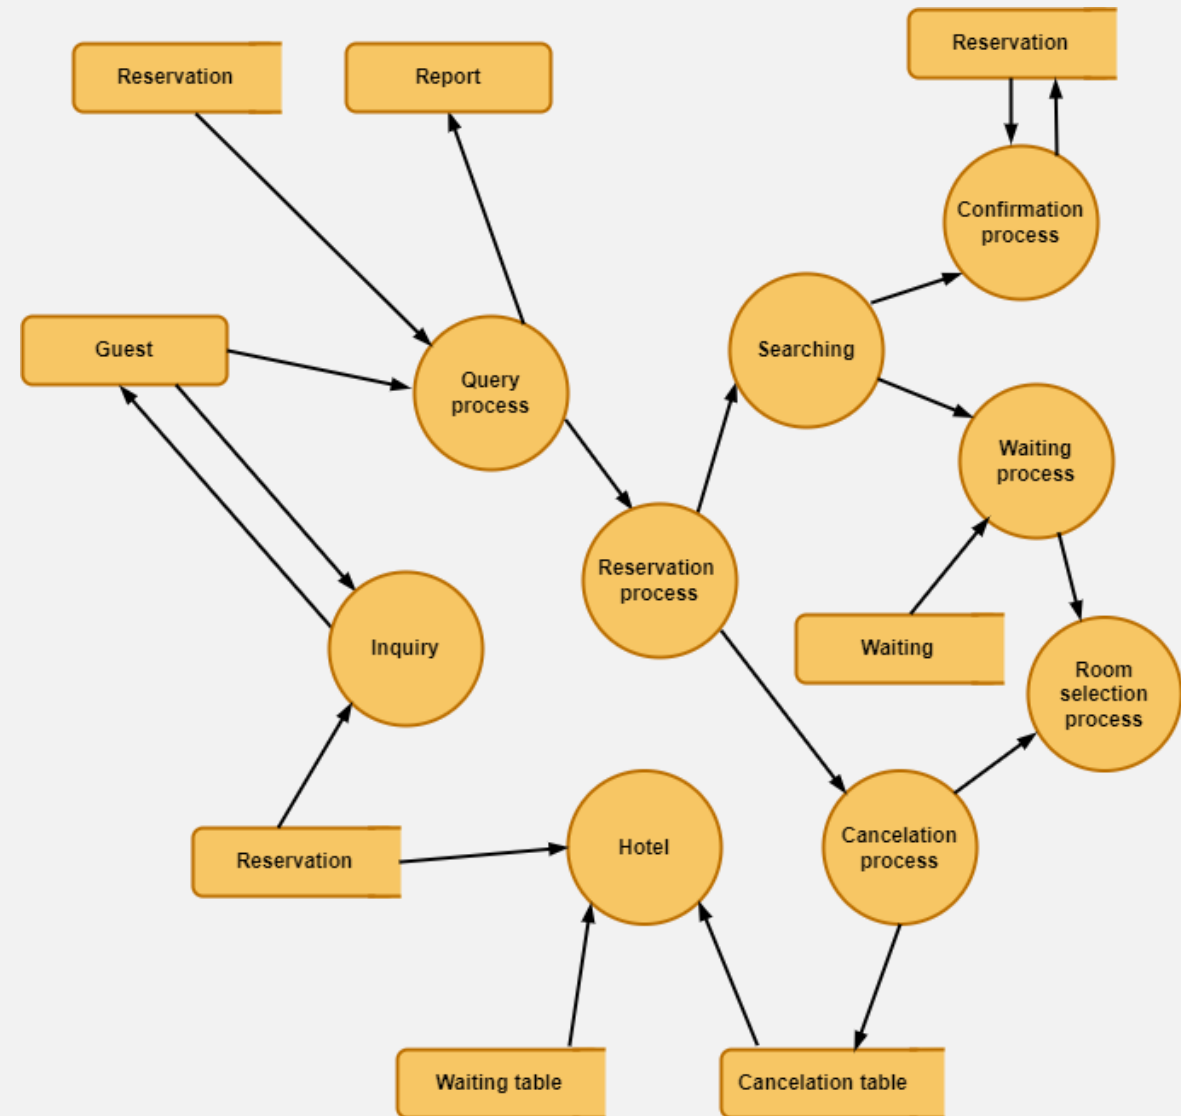 Reservation
Reservation
Report
Confirmation
process
Guest
Searching
Query
process
Waiting
process
Reservation
process
Inquiry
Waiting
Room
selection
process
Reservation
Hotel
Cancelation
process
Waiting table
Cancelation table